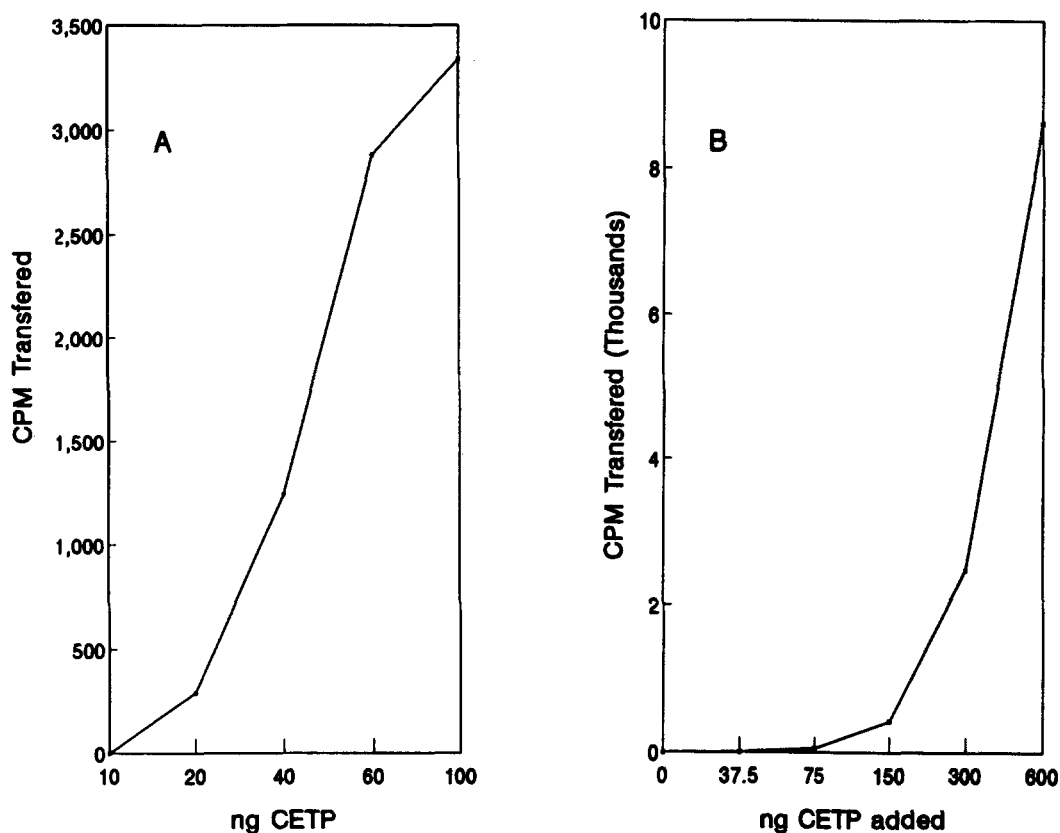 3,500
3,000
2,500
2,000
1,500
1,000
500
0
CPM Transfered
A
10 20 40 60 100
ng CETP
10
8
6
4
2
0
CPM Transfered (Thousands)
B
0 37.5 75 150 300 600
ng CETP added